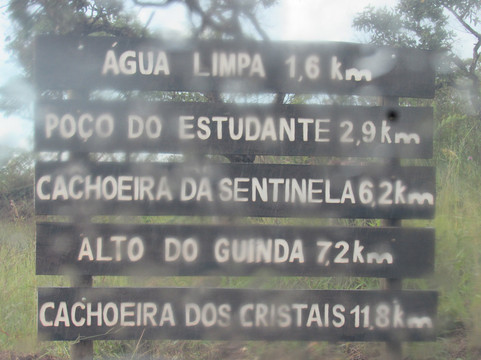 ÁGUA LIMPA 1,6 km
POÇO DO ESTUDANTE 2,9 km
CACHOEIRA DA SENTINELA 6,2 km
ALTO DO GUINDA 7,2 km
CACHOEIRA DOS CRISTAIS 11,8 km